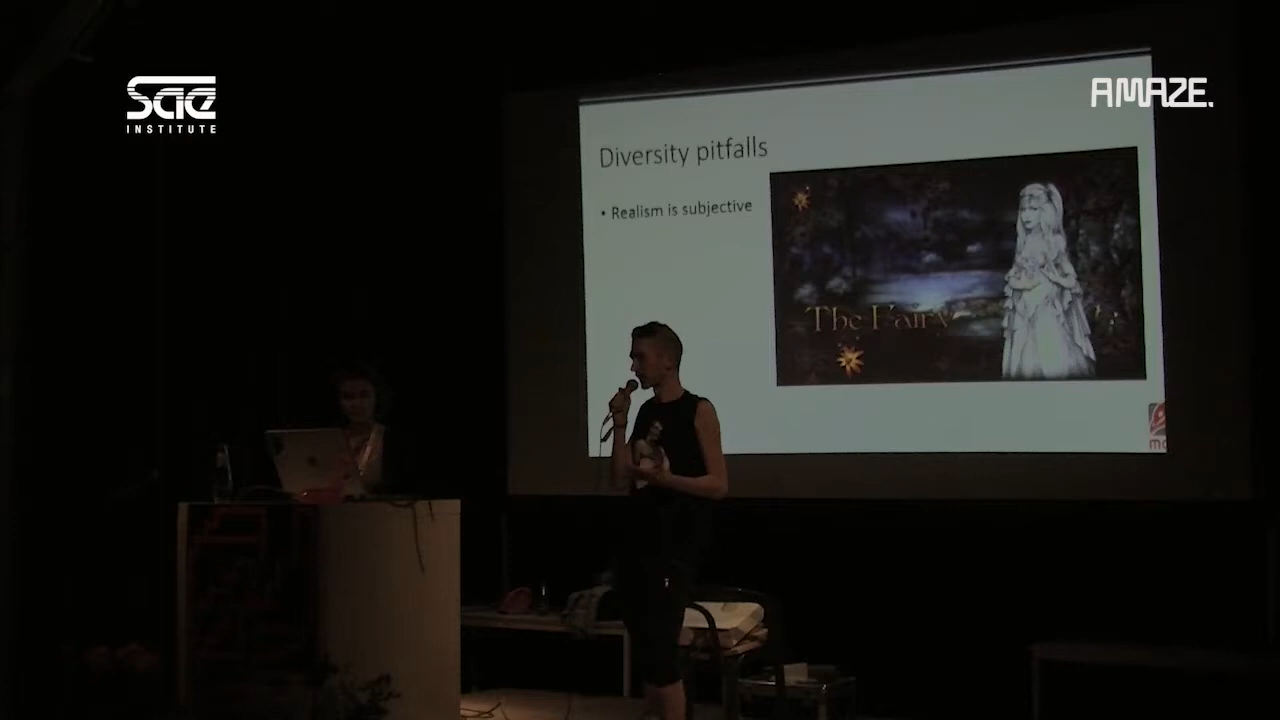 Sae
INSTITUTE
AMAZE.
Diversity pitfalls
• Realism is subjective
The Fairy